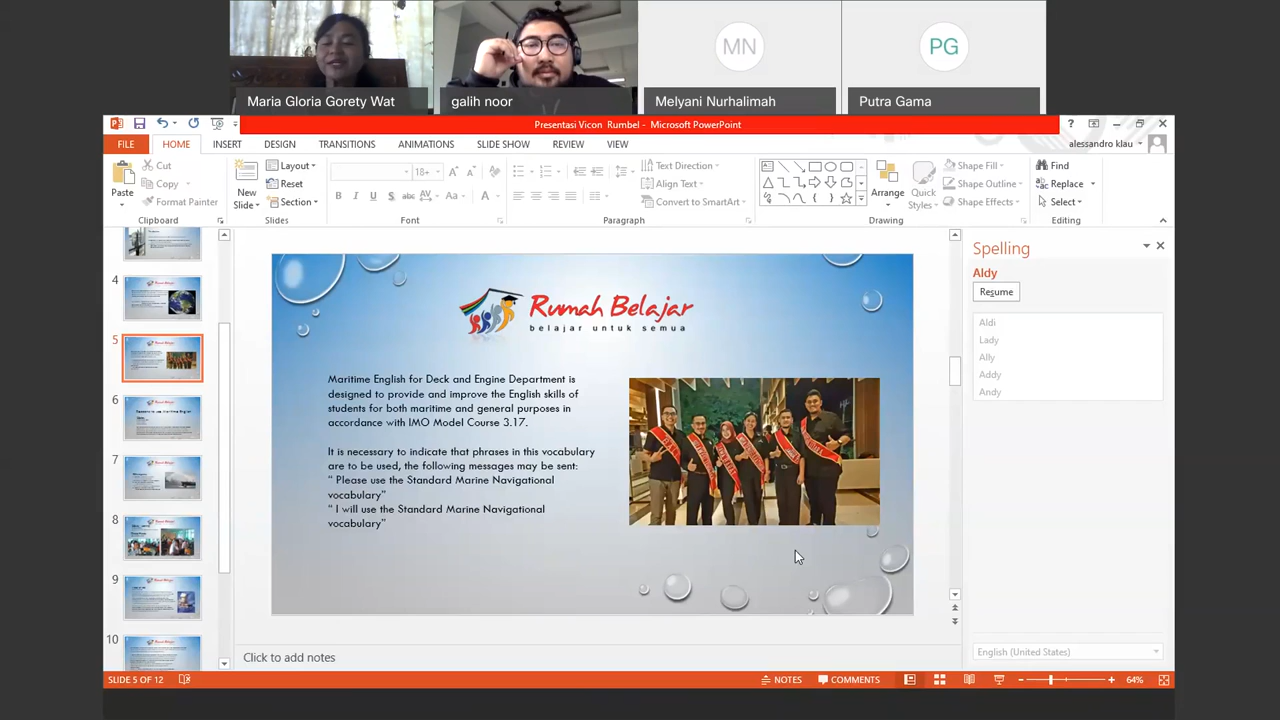 MN
PG
Maria Gloria Gorety Wat
galih noor
Melyani Nurhalimah
Putra Gama
Presentasi Vicon Rumbel - Microsoft PowerPoint
?
FILE
HOME
INSERT
DESIGN
TRANSITIONS
ANIMATIONS
SLIDE SHOW
REVIEW
VIEW
alessandro klau
Paste
Cut
Copy
Format Painter
Clipboard
New
Slide
Layout
Reset
Section
Slides
18+
B I U S abc AV Aa A
Font
Text Direction
Align Text
Convert to SmartArt
Paragraph
Arrange
Quick
Styles
Shape Fill
Shape Outline
Shape Effects
Drawing
Find
Replace
Select
Editing
4
5
6
7
8
9
10
Rumah Belajar
belajar untuk semua
Maritime English for Deck and Engine Department is
designed to provide and improve the English skills of
students for both maritime and general purposes in
accordance with IMO Model Course 3.17.
It is necessary to indicate that phrases in this vocabulary
are to be used, the following messages may be sent:
“ Please use the Standard Marine Navigational
vocabulary”
“ I will use the Standard Marine Navigational
vocabulary”
Spelling
Aldy
Resume
Aldi
Lady
Ally
Addy
Andy
English (United States)
Click to add notes
SLIDE 5 OF 12
NOTES
COMMENTS
64%